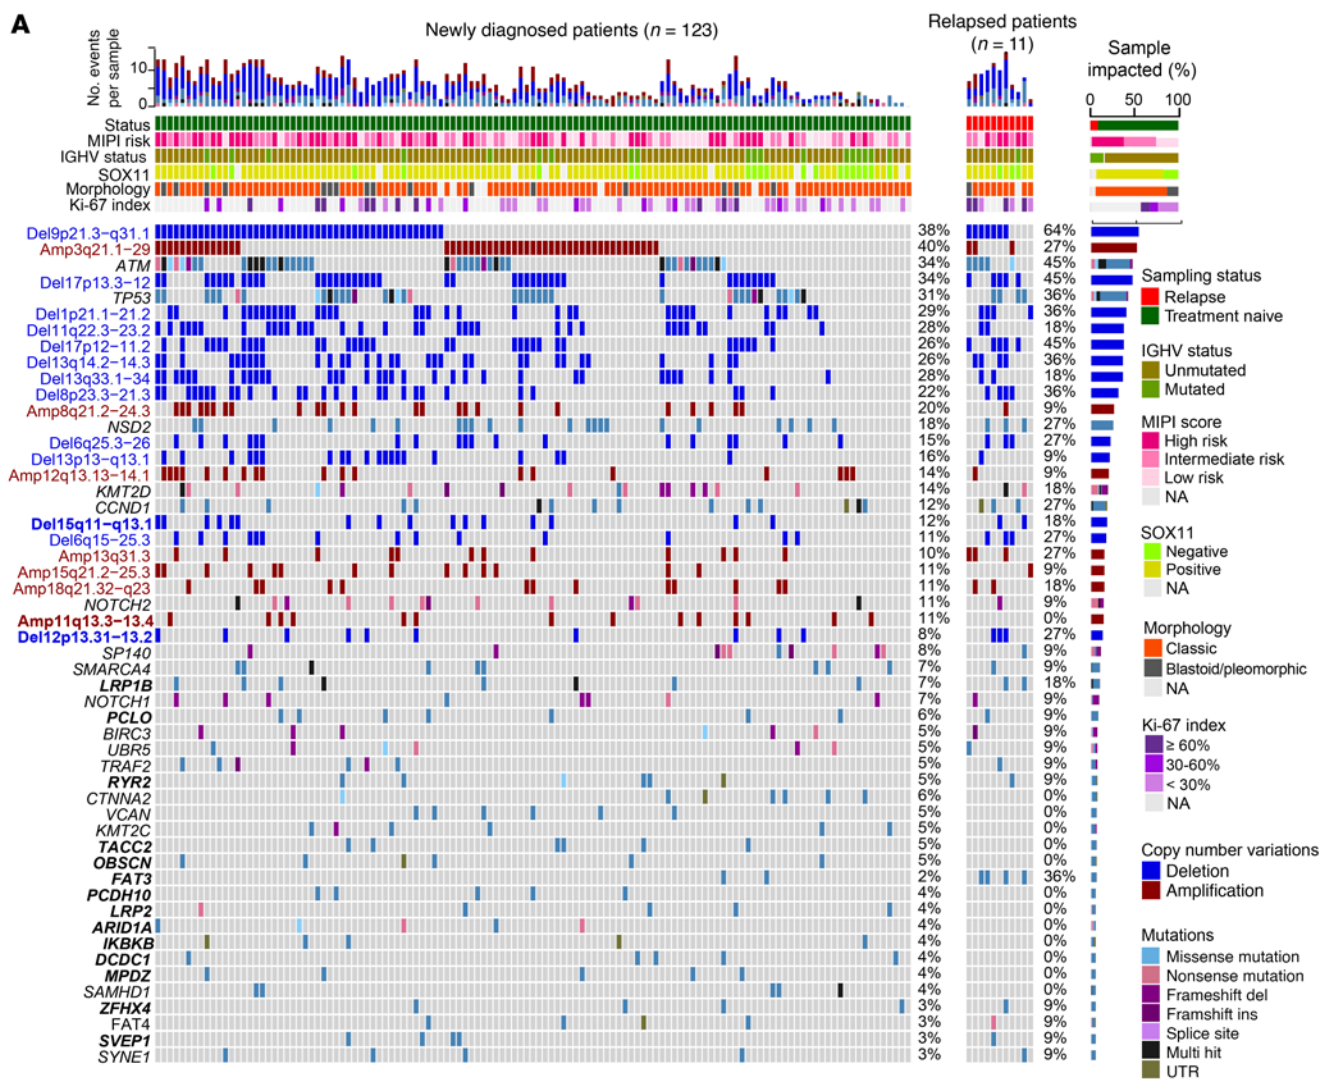 A
Newly diagnosed patients (n = 123)
Relapsed patients
(n = 11)
Sample
impacted (%)
No. events
per sample
10
5
0
0 50 100
Status
MIPI risk
IGHV status
SOX11
Morphology
Ki-67 index
Del9p21.3−q31.1 38% 64%
Amp3q21.1−29 40% 27%
ATM 34% 45%
Del17p13.3−12 34% 45%
TP53 31% 36%
Del1p21.1−21.2 29% 36%
Del11q22.3−23.2 28% 18%
Del17p12−11.2 26% 45%
Del13q14.2−14.3 26% 36%
Del13q33.1−34 28% 18%
Del8p23.3−21.3 22% 36%
Amp8q21.2−24.3 20% 9%
NSD2 18% 27%
Del6q25.3−26 15% 27%
Del13p13−q13.1 16% 9%
Amp12q13.13−14.1 14% 9%
KMT2D 14% 18%
CCND1 12% 27%
Del15q11−q13.1 12% 18%
Del6q15−25.3 11% 27%
Amp13q31.3 10% 27%
Amp15q21.2−25.3 11% 9%
Amp18q21.32−q23 11% 18%
NOTCH2 11% 9%
Amp11q13.3−13.4 11% 0%
Del12p13.31−13.2 8% 27%
SP140 8% 9%
SMARCA4 7% 9%
LRP1B 7% 18%
NOTCH1 7% 9%
PCLO 6% 9%
BIRC3 5% 9%
UBR5 5% 9%
TRAF2 5% 9%
RYR2 5% 9%
CTNNA2 6% 0%
VCAN 5% 0%
KMT2C 5% 0%
TACC2 5% 0%
OBSCN 5% 0%
FAT3 2% 36%
PCDH10 4% 0%
LRP2 4% 0%
ARID1A 4% 0%
IKBKB 4% 0%
DCDC1 4% 0%
MPDZ 4% 0%
SAMHD1 4% 0%
ZFHX4 3% 9%
FAT4 3% 9%
SVEP1 3% 9%
SYNE1 3% 9%
Sampling status
Relapse
Treatment naive
IGHV status
Unmutated
Mutated
MIPI score
High risk
Intermediate risk
Low risk
NA
SOX11
Negative
Positive
NA
Morphology
Classic
Blastoid/pleomorphic
NA
Ki-67 index
≥ 60%
30-60%
< 30%
NA
Copy number variations
Deletion
Amplification
Mutations
Missense mutation
Nonsense mutation
Frameshift del
Framshift ins
Splice site
Multi hit
UTR